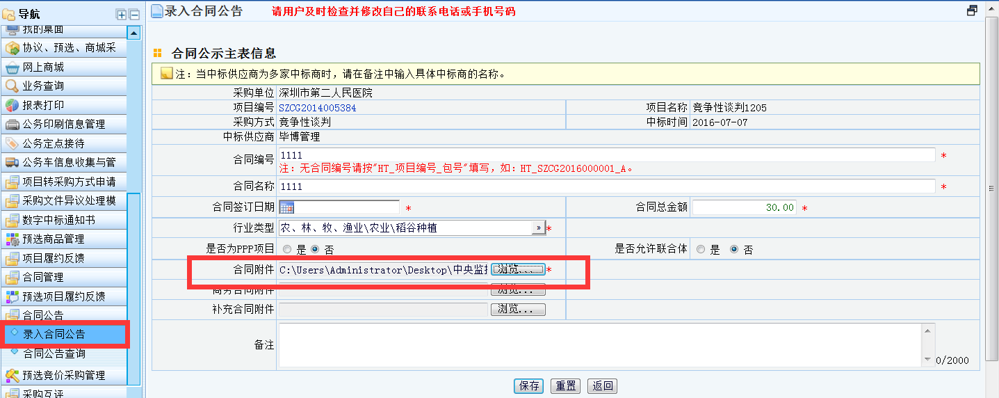 导航
我的桌面
协议、预选、商城采
网上商城
业务查询
报表打印
公务印刷信息管理
公务定点接待
公务车信息收集与管
项目转采购方式申请
采购文件异议处理模
数字中标通知书
预选商品管理
项目履约反馈
合同管理
预选项目履约反馈
合同公告
录入合同公告
合同公告查询
预选竞价采购管理
采购互评
录入合同公告 请用户及时检查并修改自己的联系电话或手机号码
合同公示主表信息
注：当中标供应商为多家中标商时，请在备注中输入具体中标商的名称。
采购单位 深圳市第二人民医院
项目编号 SZCG2014005384 项目名称 竞争性谈判1205
采购方式 竞争性谈判 中标时间 2016-07-07
中标供应商 毕博管理
合同编号 1111 *
注：无合同编号请按"HT_项目编号_包号"填写，如：HT_SZCG2016000001_A。
合同名称 1111 *
合同签订日期 * 合同总金额 30.00 *
行业类型 农、林、牧、渔业\农业\稻谷种植 » *
是否为PPP项目 是 否 是否允许联合体 是 否
合同附件 C:\Users\Administrator\Desktop\中央监 浏览... *
商务合同附件 浏览...
补充合同附件 浏览...
备注 0/2000
保存 重置 返回